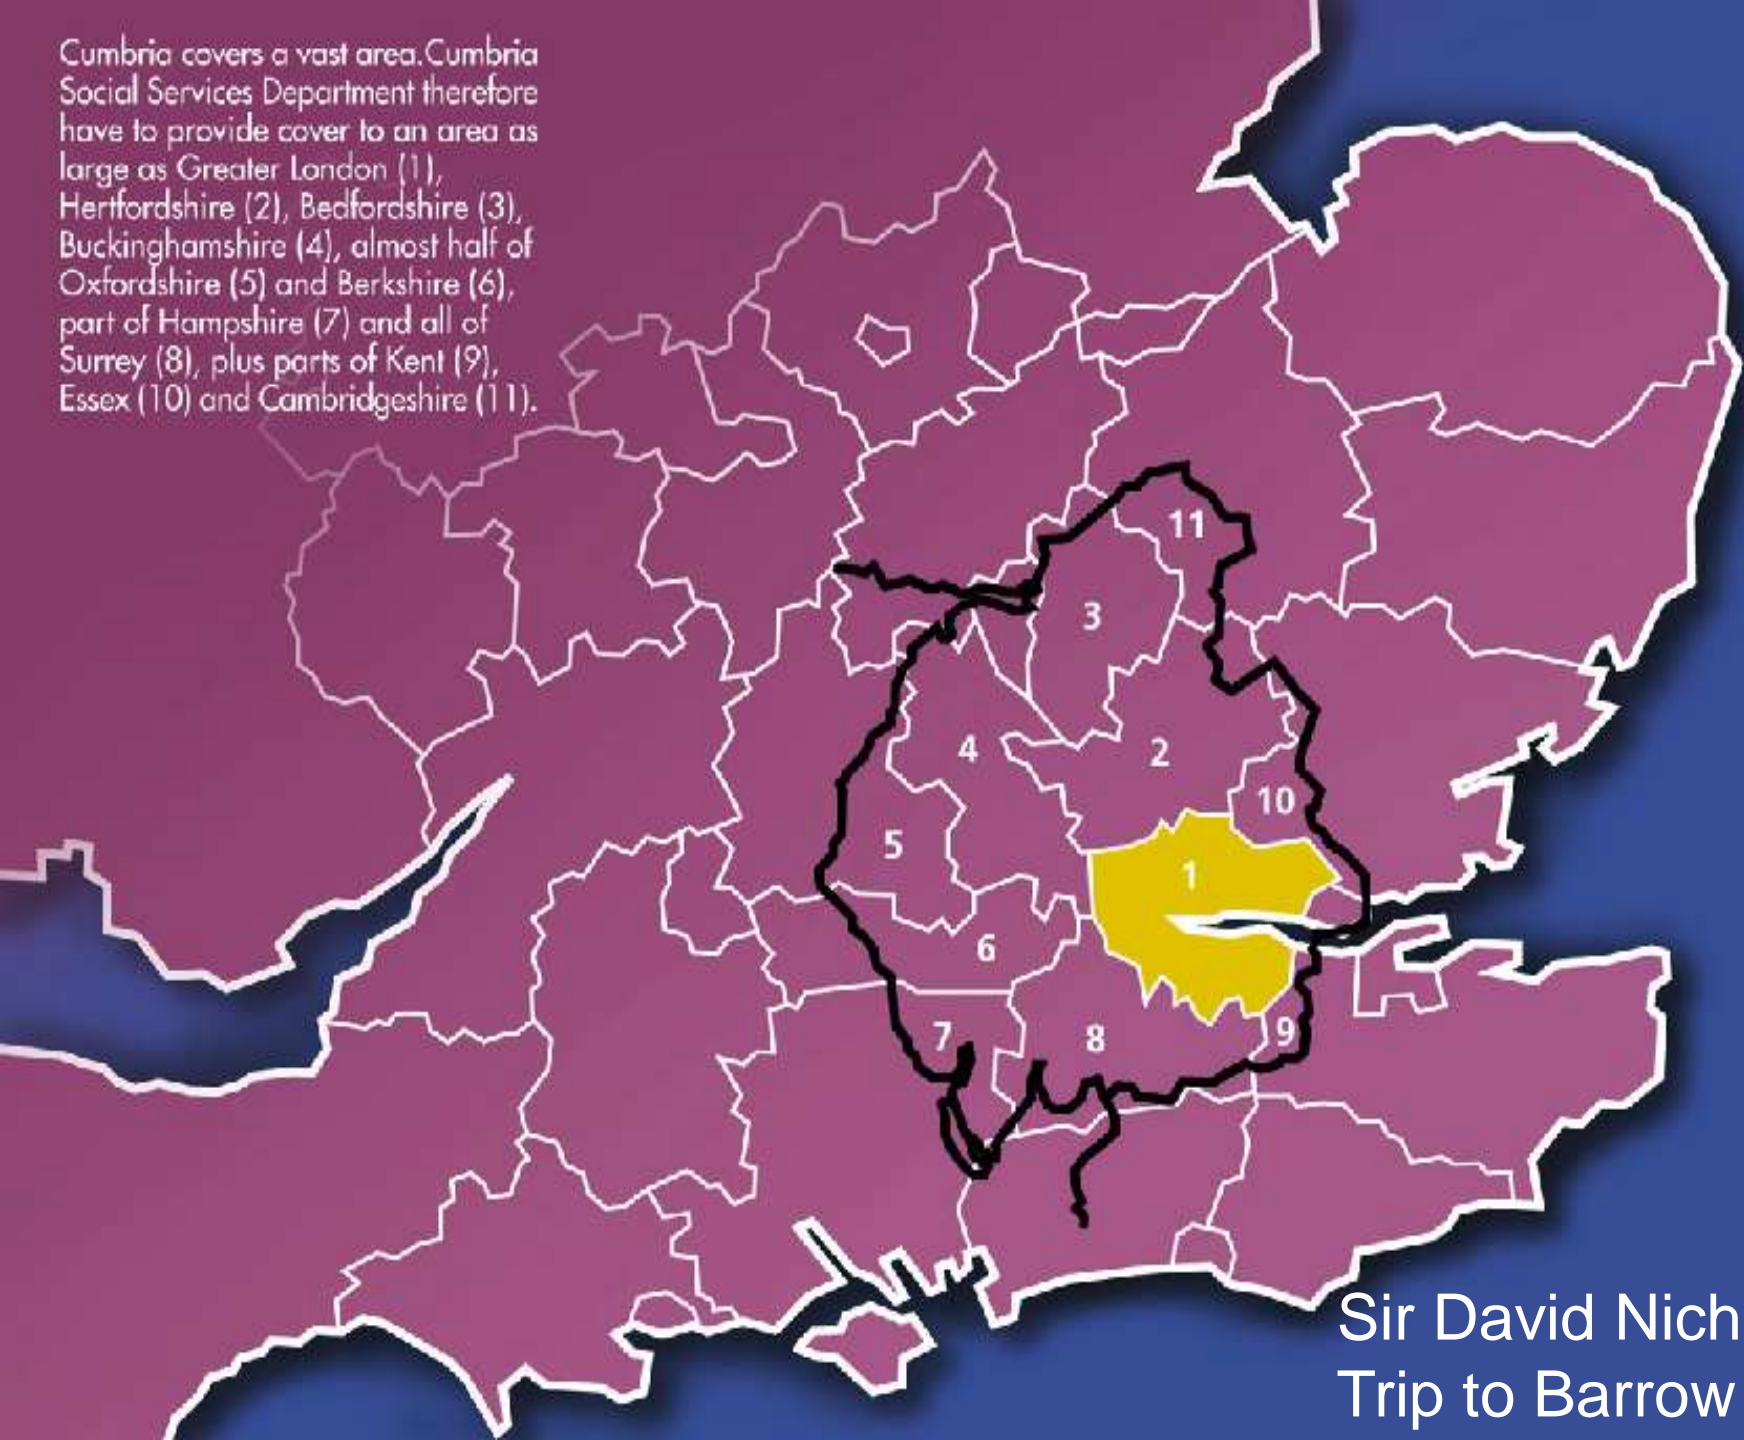 Cumbria covers a vast area.Cumbria
Social Services Department therefore
have to provide cover to an area as
large as Greater London (1),
Hertfordshire (2), Bedfordshire (3),
Buckinghamshire (4), almost half of
Oxfordshire (5) and Berkshire (6),
part of Hampshire (7) and all of
Surrey (8), plus parts of Kent (9),
Essex (10) and Cambridgeshire (11).
11
3
4
2
10
5
1
6
7
8
9
Sir David Nich
Trip to Barrow